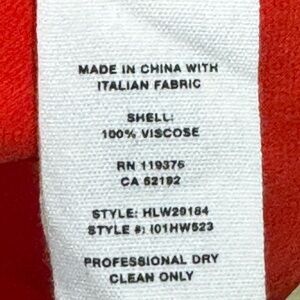 MADE IN CHINA WITH
ITALIAN FABRIC
SHELL:
100% VISCOSE
RN 119376
CA 52192
STYLE: HLW29184
STYLE #: I01HW523
PROFESSIONAL DRY
CLEAN ONLY